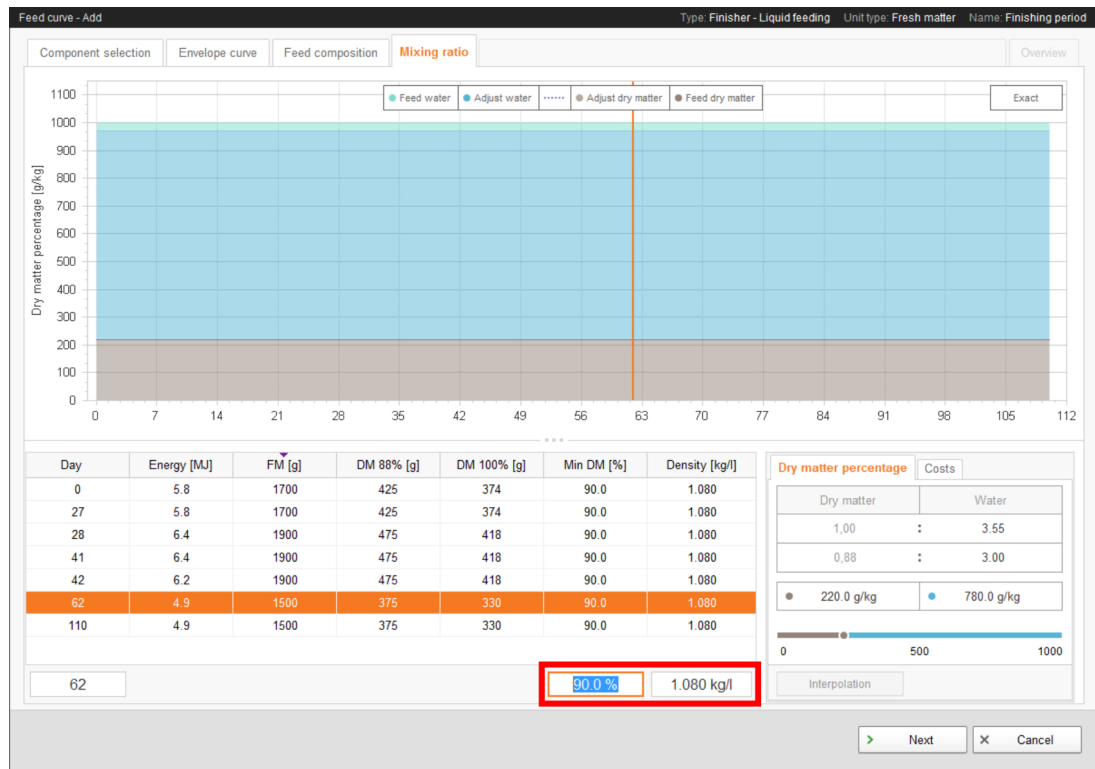 Feed curve - Add Type: Finisher - Liquid feeding Unit type: Fresh matter Name: Finishing period
Component selection Envelope curve Feed composition Mixing ratio Overview
Feed water Adjust water Adjust dry matter Feed dry matter Exact
Dry matter percentage [g/kg]
1100
1000
900
800
700
600
500
400
300
200
100
0
0 7 14 21 28 35 42 49 56 63 70 77 84 91 98 105 112
Day Energy [MJ] FM [g] DM 88% [g] DM 100% [g] Min DM [%] Density [kg/l]
0 5.8 1700 425 374 90.0 1.080
27 5.8 1700 425 374 90.0 1.080
28 6.4 1900 475 418 90.0 1.080
41 6.4 1900 475 418 90.0 1.080
42 6.2 1900 475 418 90.0 1.080
62 4.9 1500 375 330 90.0 1.080
110 4.9 1500 375 330 90.0 1.080
62 90.0 % 1.080 kg/l
Dry matter percentage Costs
Dry matter Water
1,00 : 3.55
0,88 : 3.00
220.0 g/kg 780.0 g/kg
0 500 1000
Interpolation
Next Cancel